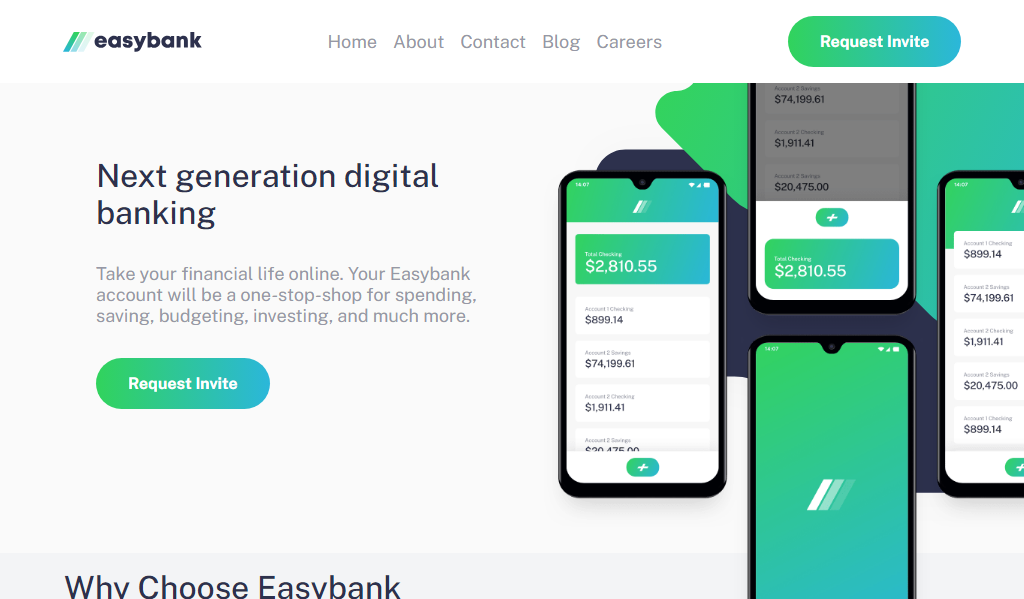 easybank
Home About Contact Blog Careers
Request Invite
Next generation digital
banking
Take your financial life online. Your Easybank
account will be a one-stop-shop for spending,
saving, budgeting, investing, and much more.
Request Invite
14:07
Total Checking
$2,810.55
Account 1 Checking
$899.14
Account 2 Savings
$74,199.61
Account 2 Checking
$1,911.41
Account 2 Savings
$20,475.00
Account 2 Savings
$74,199.61
Account 2 Checking
$1,911.41
Account 2 Savings
$20,475.00
Total Checking
$2,810.55
14:07
14:07
Account 1 Checking
$899.14
Account 2 Savings
$74,199.61
Account 2 Checking
$1,911.41
Account 2 Savings
$20,475.00
Account 1 Checking
$899.14
Why Choose Easybank